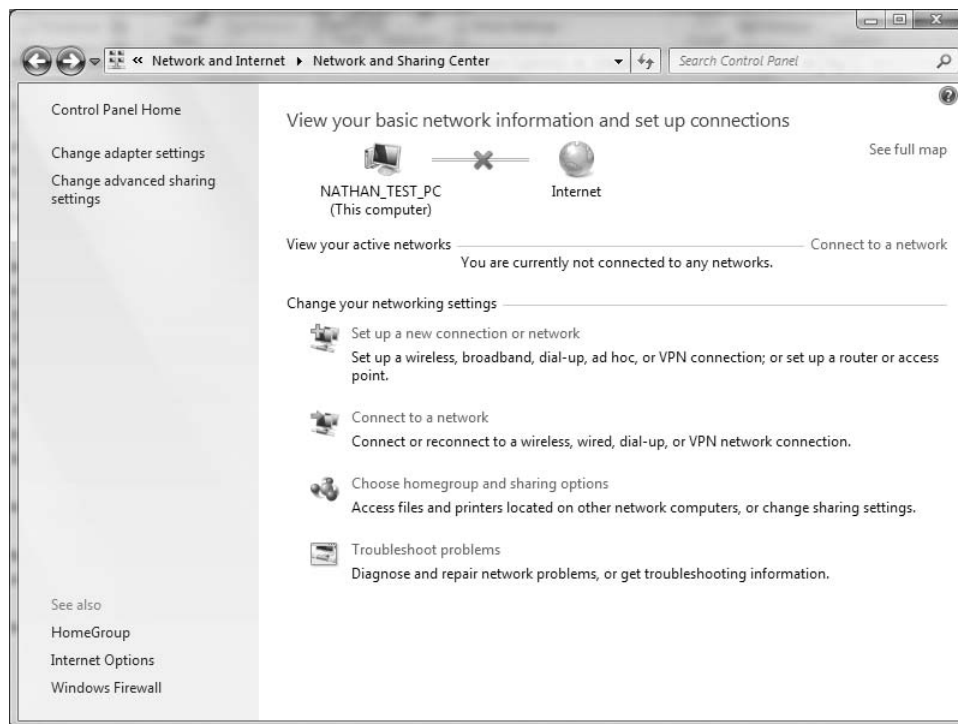 « Network and Internet ▸ Network and Sharing Center
Search Control Panel
Control Panel Home
Change adapter settings
Change advanced sharing
settings
See also
HomeGroup
Internet Options
Windows Firewall
View your basic network information and set up connections
See full map
NATHAN_TEST_PC
(This computer)
Internet
View your active networks
Connect to a network
You are currently not connected to any networks.
Change your networking settings
Set up a new connection or network
Set up a wireless, broadband, dial-up, ad hoc, or VPN connection; or set up a router or access
point.
Connect to a network
Connect or reconnect to a wireless, wired, dial-up, or VPN network connection.
Choose homegroup and sharing options
Access files and printers located on other network computers, or change sharing settings.
Troubleshoot problems
Diagnose and repair network problems, or get troubleshooting information.